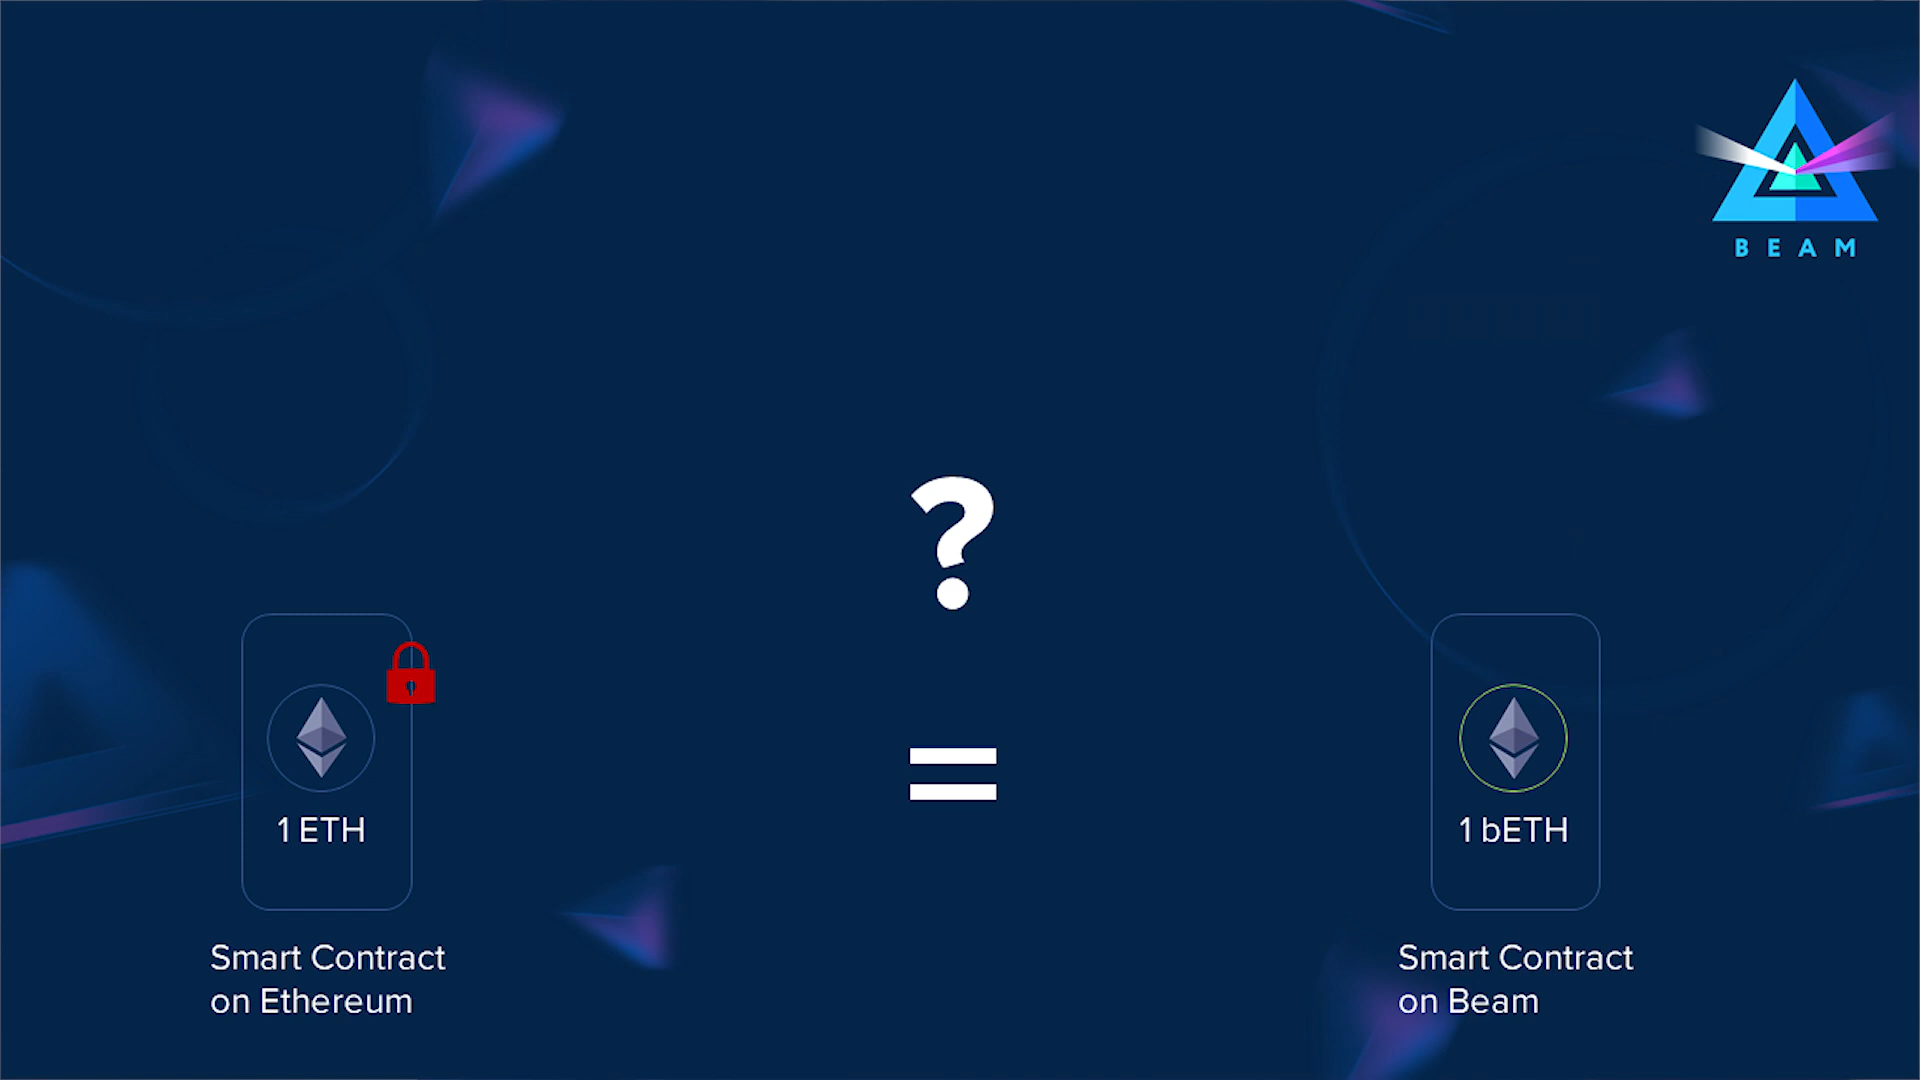 BEAM
?
=
1 ETH
1 bETH
Smart Contract
on Ethereum
Smart Contract
on Beam